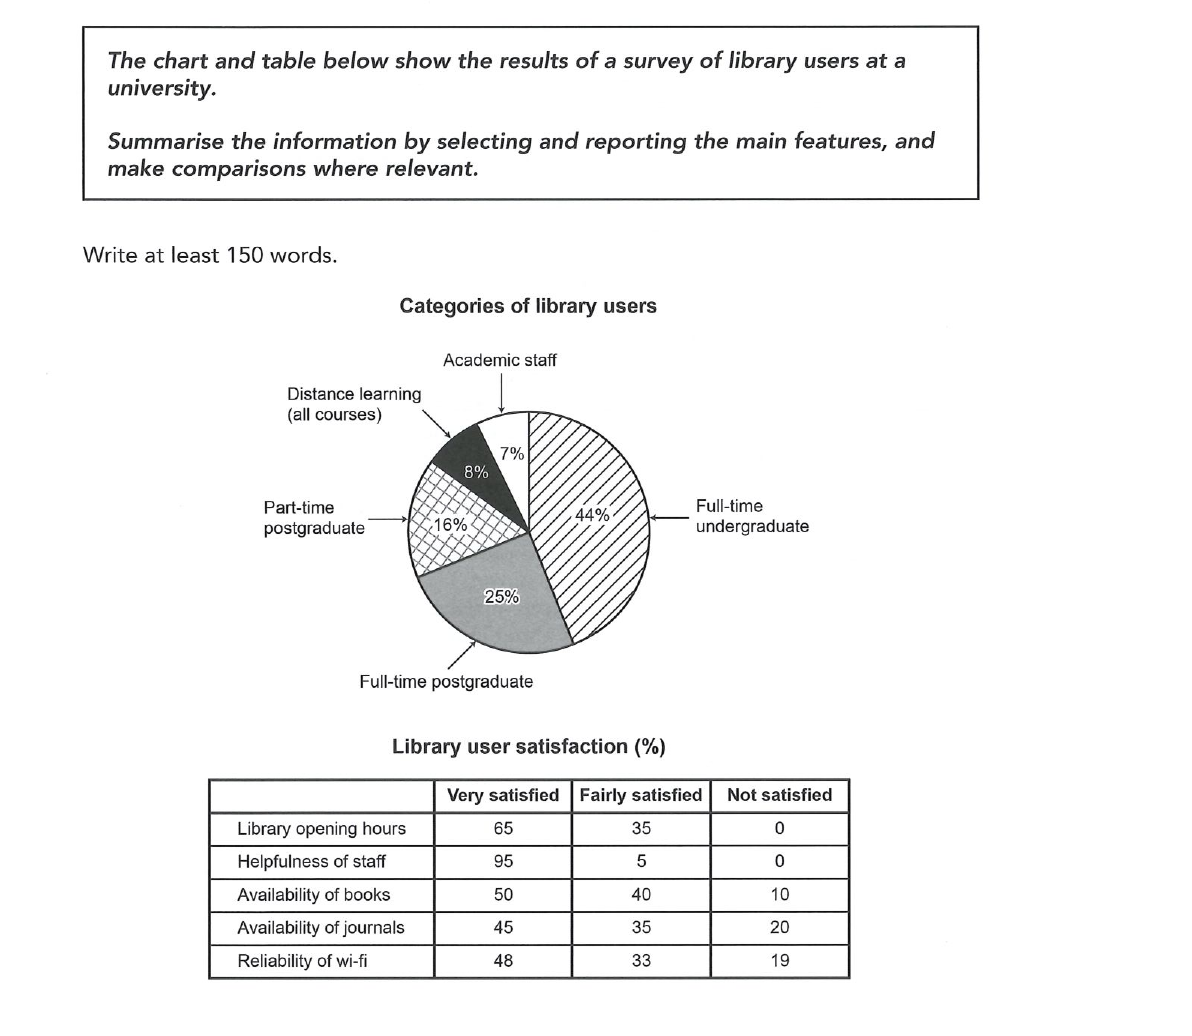 The chart and table below show the results of a survey of library users at a
university.
Summarise the information by selecting and reporting the main features, and
make comparisons where relevant.
Write at least 150 words.
Categories of library users
Academic staff
Distance learning
(all courses)
7%
8%
Part-time
postgraduate
16%
44%
Full-time
undergraduate
25%
Full-time postgraduate
Library user satisfaction (%)
Very satisfied Fairly satisfied Not satisfied
Library opening hours 65 35 0
Helpfulness of staff 95 5 0
Availability of books 50 40 10
Availability of journals 45 35 20
Reliability of wi-fi 48 33 19